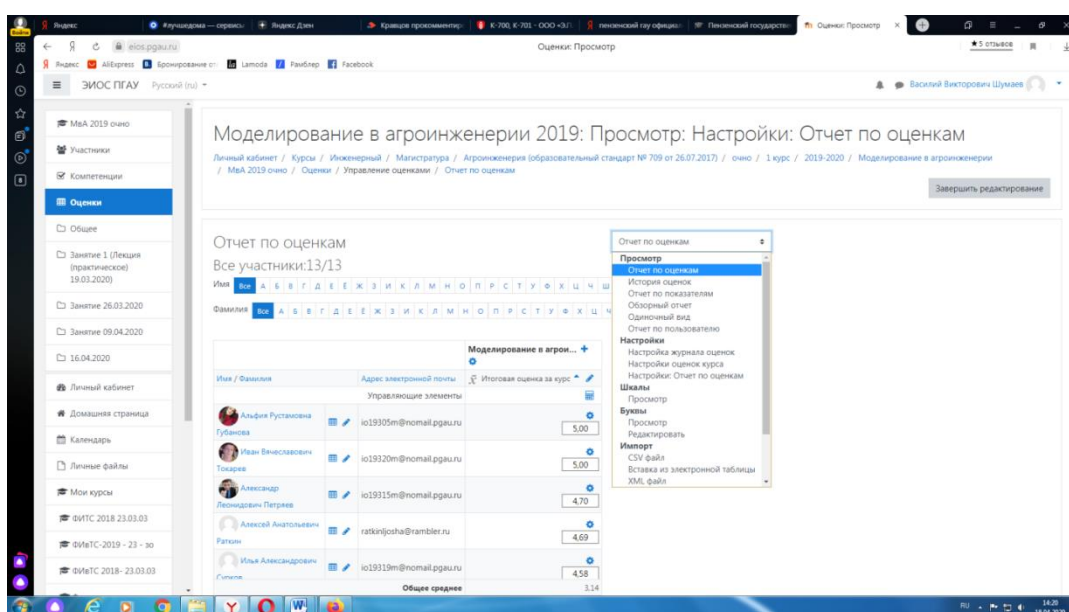 Яндекс
#лучшедома — сервисы
Яндекс.Дзен
Кравцов прокомментир
К-700, К-701 - ООО «З.Г
пензенский гау официал
Пензенский государств
Оценки: Просмотр
Войти
eios.pgau.ru
Оценки: Просмотр
★5 отзывов
Яндекс
AliExpress
Бронирование от
Lamoda
Рамблер
Facebook
ЭИОС ПГАУ
Русский (ru)
Василий Викторович Шумаев
МвА 2019 очно
Участники
Компетенции
Оценки
Общее
Занятие 1 (Лекция
(практическое)
19.03.2020)
Занятие 26.03.2020
Занятие 09.04.2020
16.04.2020
Личный кабинет
Домашняя страница
Календарь
Личные файлы
Мои курсы
ФИТС 2018 23.03.03
ФИвТС-2019 - 23 - зо
ФИвТС 2018- 23.03.03
Моделирование в агроинженерии 2019: Просмотр: Настройки: Отчет по оценкам
Личный кабинет / Курсы / Инженерный / Магистратура / Агроинженерия (образовательный стандарт № 709 от 26.07.2017) / очно / 1 курс / 2019-2020 / Моделирование в агроинженерии
/ МвА 2019 очно / Оценки / Управление оценками / Отчет по оценкам
Завершить редактирование
Отчет по оценкам
Все участники:13/13
Имя Все А Б В Г Д Е Ё Ж З И К Л М Н О П Р С Т У Ф Х Ц Ч Ш
Фамилия Все А Б В Г Д Е Ё Ж З И К Л М Н О П Р С Т У Ф Х Ц Ч
Отчет по оценкам
Просмотр
Отчет по оценкам
История оценок
Отчет по показателям
Обзорный отчет
Одиночный вид
Отчет по пользователю
Настройки
Настройка журнала оценок
Настройки оценок курса
Настройки: Отчет по оценкам
Шкалы
Просмотр
Буквы
Просмотр
Редактировать
Импорт
CSV файл
Вставка из электронной таблицы
XML файл
Моделирование в агрои...
Имя / Фамилия
Адрес электронной почты
Итоговая оценка за курс
Управляющие элементы
Альфия Рустамовна
Губанова
io19305m@nomail.pgau.ru
5,00
Иван Вячеславович
Токарев
io19320m@nomail.pgau.ru
5,00
Александр
Леонидович Петряев
io19315m@nomail.pgau.ru
4,70
Алексей Анатольевич
Раткин
ratkinljosha@rambler.ru
4,69
Илья Александрович
io19319m@nomail.pgau.ru
4,58
Общее среднее
3,14
RU
14:20